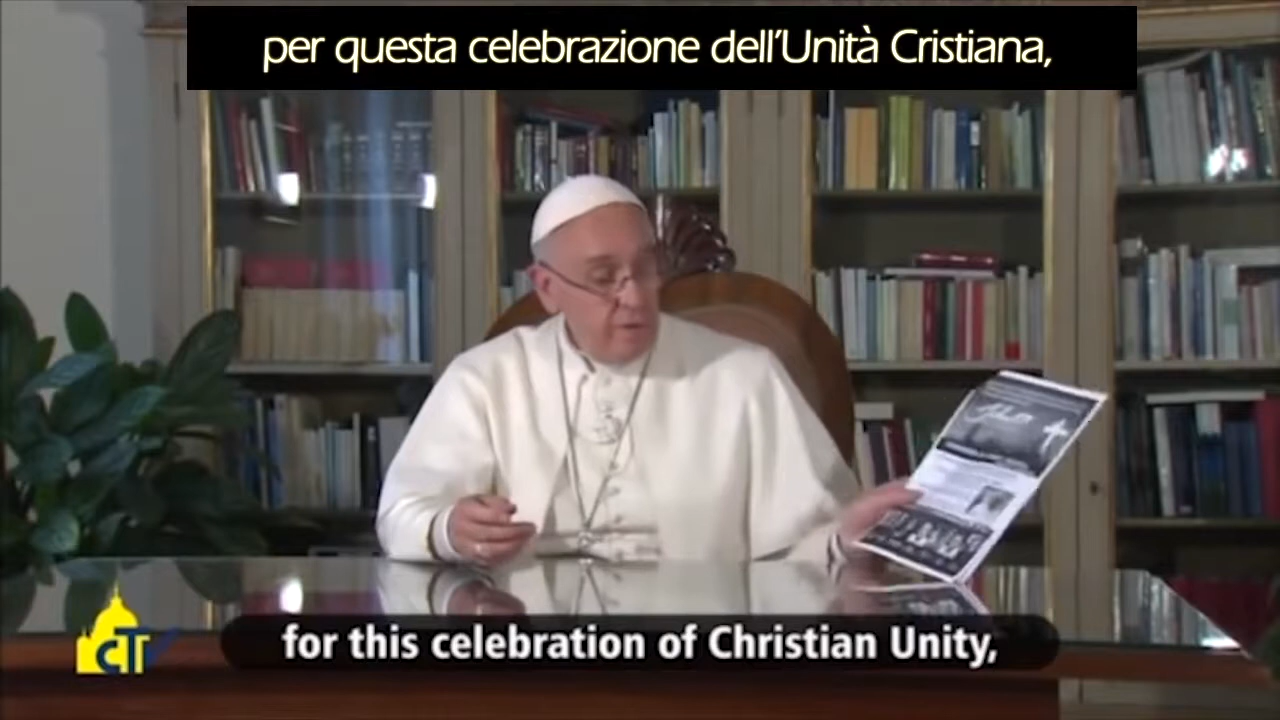 per questa celebrazione dell'Unità Cristiana,
for this celebration of Christian Unity,
CTV